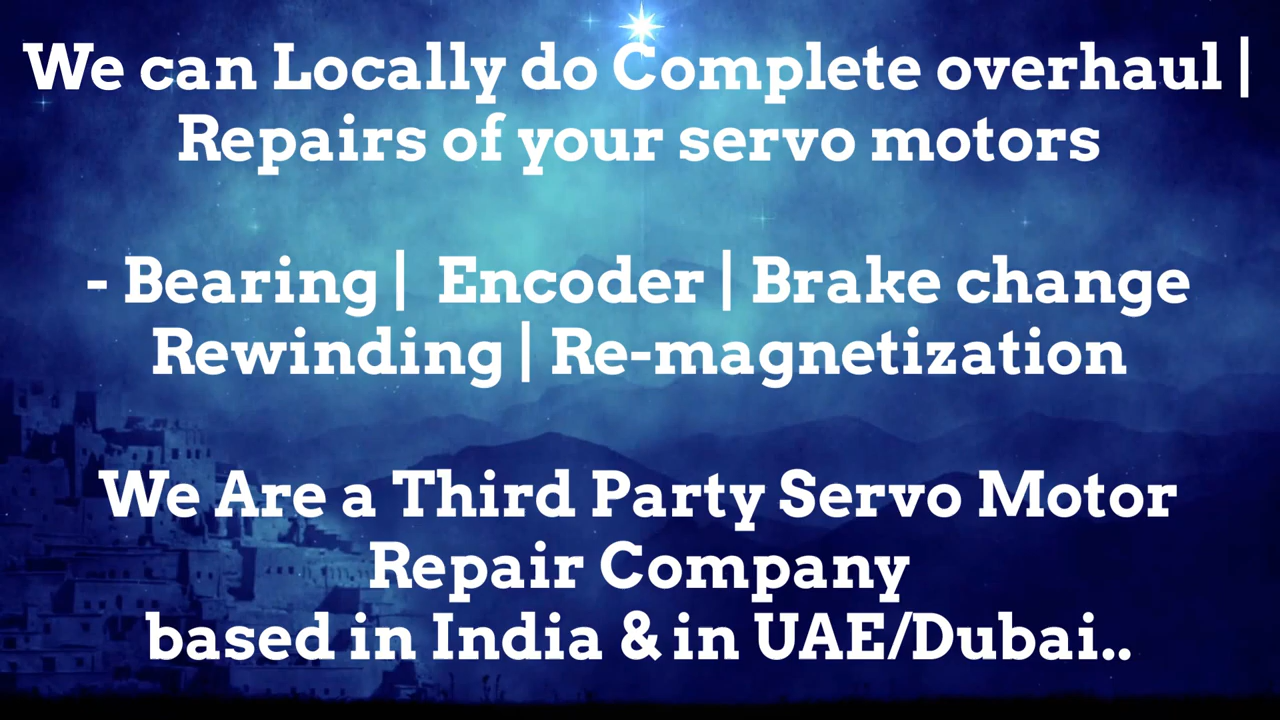 We can Locally do Complete overhaul |
Repairs of your servo motors
- Bearing | Encoder | Brake change
Rewinding | Re-magnetization
We Are a Third Party Servo Motor
Repair Company
based in India & in UAE/Dubai..